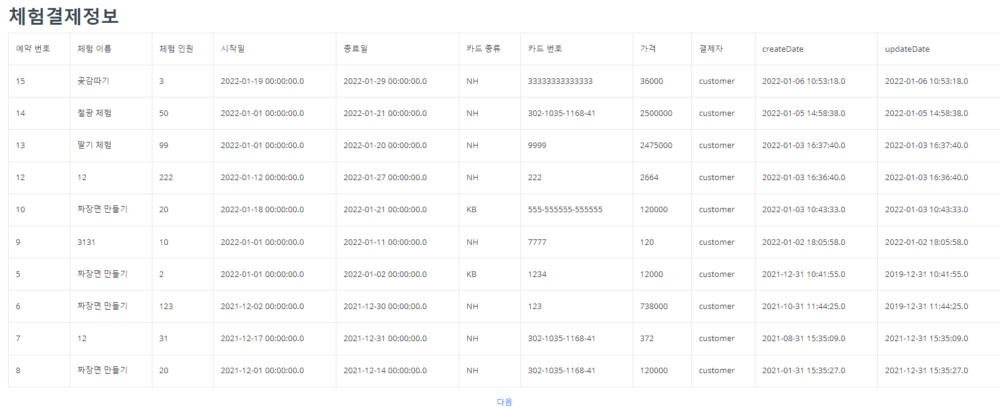 체험결제정보
예약 번호 체험 이름 체험 인원 시작일 종료일 카드 종류 카드 번호 가격 결제자 createDate updateDate
15 곶감따기 3 2022-01-19 00:00:00.0 2022-01-29 00:00:00.0 NH 33333333333333 36000 customer 2022-01-06 10:53:18.0 2022-01-06 10:53:18.0
14 철광 체험 50 2022-01-01 00:00:00.0 2022-01-21 00:00:00.0 NH 302-1035-1168-41 2500000 customer 2022-01-05 14:58:38.0 2022-01-05 14:58:38.0
13 딸기 체험 99 2022-01-01 00:00:00.0 2022-01-20 00:00:00.0 NH 9999 2475000 customer 2022-01-03 16:37:40.0 2022-01-03 16:37:40.0
12 12 222 2022-01-12 00:00:00.0 2022-01-27 00:00:00.0 NH 222 2664 customer 2022-01-03 16:36:40.0 2022-01-03 16:36:40.0
10 짜장면 만들기 20 2022-01-18 00:00:00.0 2022-01-21 00:00:00.0 KB 555-555555-555555 120000 customer 2022-01-03 10:43:33.0 2022-01-03 10:43:33.0
9 3131 10 2022-01-01 00:00:00.0 2022-01-11 00:00:00.0 NH 7777 120 customer 2022-01-02 18:05:58.0 2022-01-02 18:05:58.0
5 짜장면 만들기 2 2022-01-01 00:00:00.0 2022-01-02 00:00:00.0 KB 1234 12000 customer 2021-12-31 10:41:55.0 2019-12-31 10:41:55.0
6 짜장면 만들기 123 2021-12-02 00:00:00.0 2021-12-30 00:00:00.0 NH 123 738000 customer 2021-10-31 11:44:25.0 2019-12-31 11:44:25.0
7 12 31 2021-12-17 00:00:00.0 2021-12-31 00:00:00.0 NH 302-1035-1168-41 372 customer 2021-08-31 15:35:09.0 2021-12-31 15:35:09.0
8 짜장면 만들기 20 2021-12-01 00:00:00.0 2021-12-14 00:00:00.0 NH 302-1035-1168-41 120000 customer 2021-01-31 15:35:27.0 2021-12-31 15:35:27.0
다음